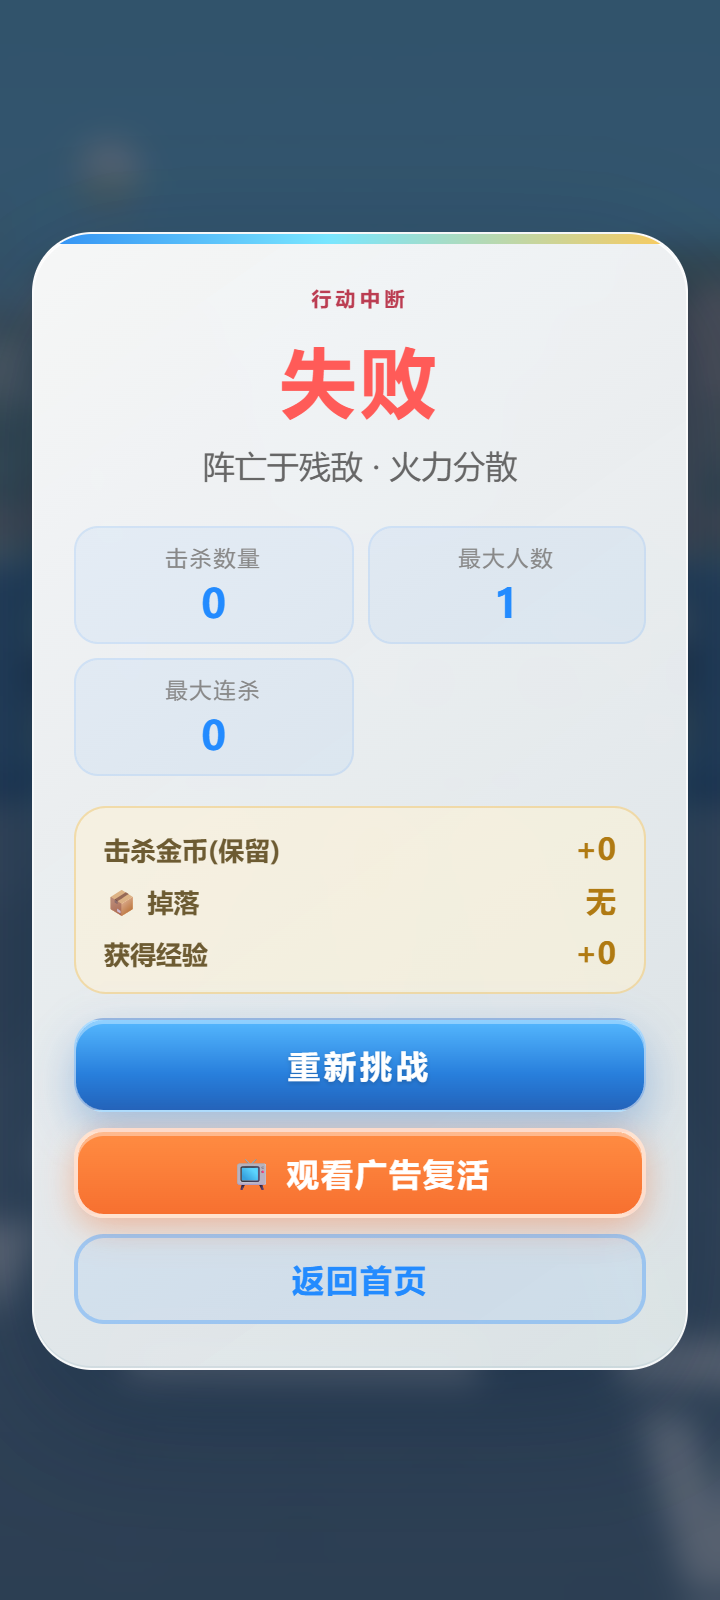 行动中断
失败
阵亡于残敌 · 火力分散
击杀数量
0
最大人数
1
最大连杀
0
击杀金币(保留) +0
掉落 无
获得经验 +0
重新挑战
观看广告复活
返回首页